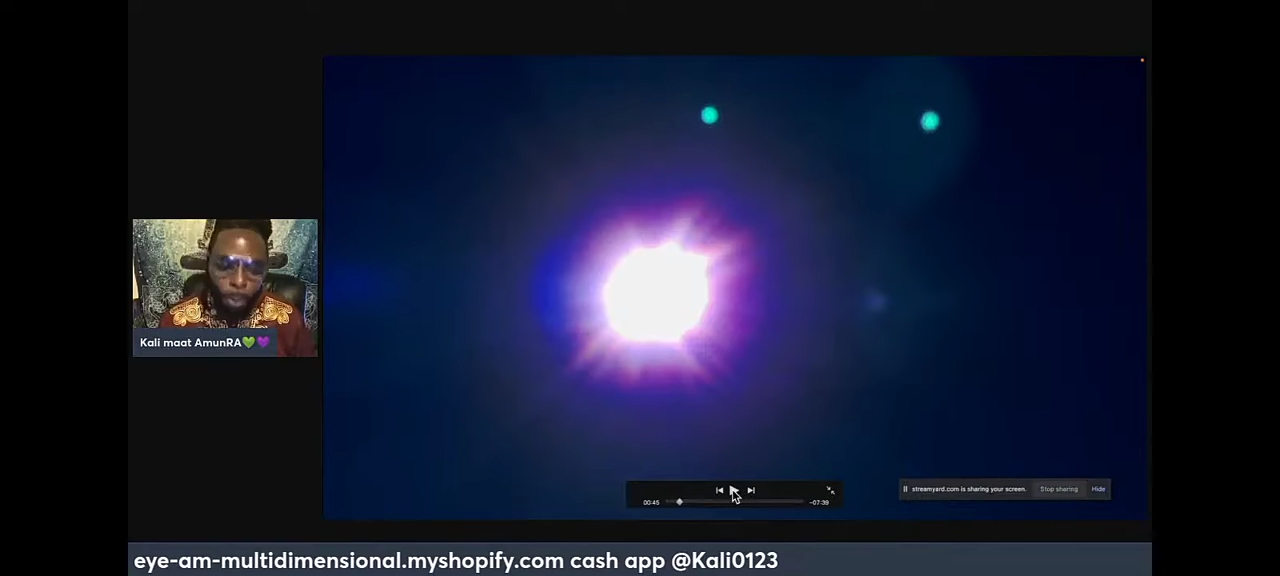 Kali maat AmunRA💚💜
00:45
-07:39
streamyard.com is sharing your screen.
Stop sharing
Hide
eye-am-multidimensional.myshopify.com cash app @Kali0123